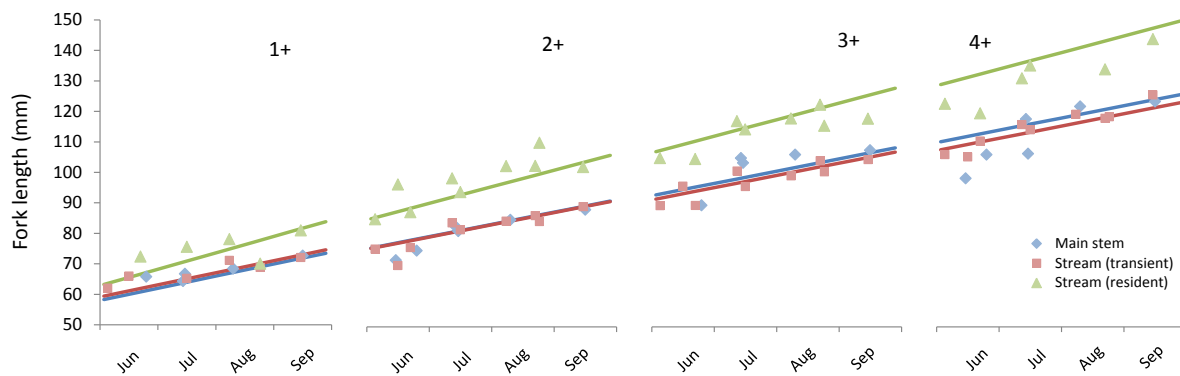 Fork length (mm)
150
140
130
120
110
100
90
80
70
60
50
1+
2+
3+
4+
Jun
Jul
Aug
Sep
Jun
Jul
Aug
Sep
Jun
Jul
Aug
Sep
Jun
Jul
Aug
Sep
Main stem
Stream (transient)
Stream (resident)